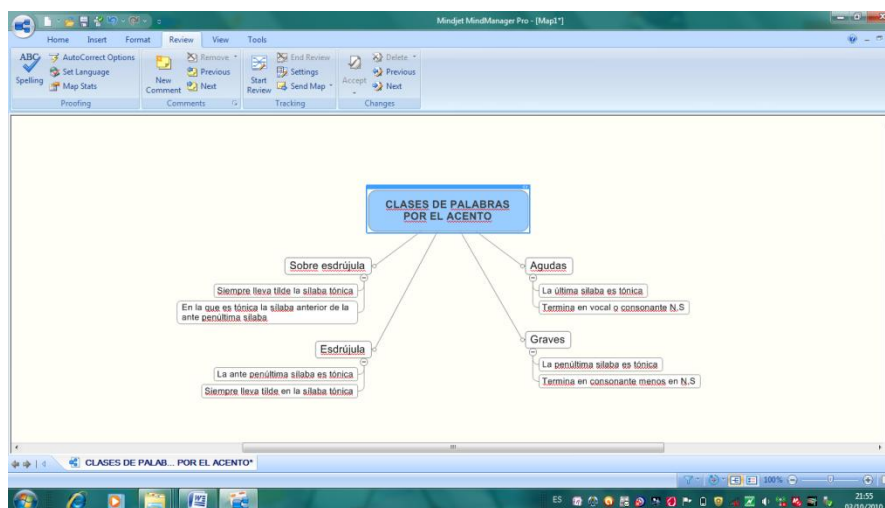 Mindjet MindManager Pro - [Map1*]
Home Insert Format Review View Tools
ABC
Spelling
AutoCorrect Options
Set Language
Map Stats
Proofing
New Comment
Remove
Previous
Next
Comments
Start Review
End Review
Settings
Send Map
Tracking
Accept
Delete
Previous
Next
Changes
CLASES DE PALABRAS
POR EL ACENTO
Sobre esdrújula
Siempre lleva tilde la sílaba tónica
En la que es tónica la sílaba anterior de la
ante penúltima sílaba
Esdrújula
La ante penúltima sílaba es tónica
Siempre lleva tilde en la sílaba tónica
Agudas
La última sílaba es tónica
Termina en vocal o consonante N,S
Graves
La penúltima sílaba es tónica
Termina en consonante menos en N,S
CLASES DE PALAB... POR EL ACENTO*
100%
ES
21:55
03/10/2010